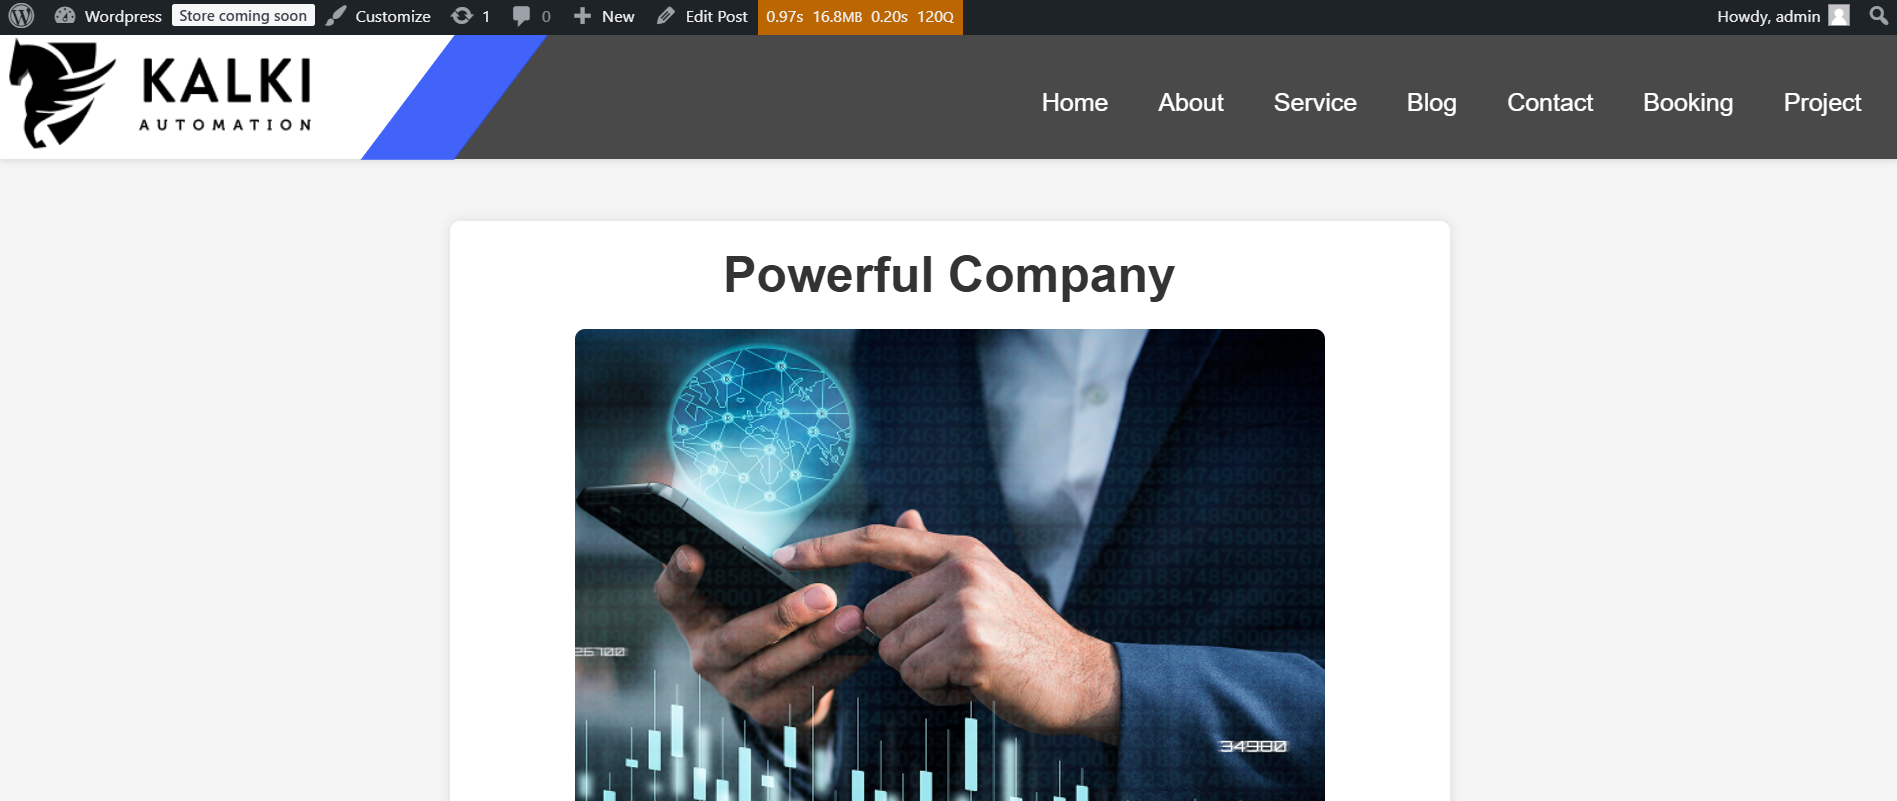 Wordpress Store coming soon Customize 1 0 New Edit Post 0.97s 16.8MB 0.20s 120Q Howdy, admin
KALKI
AUTOMATION
Home About Service Blog Contact Booking Project
Powerful Company
34980